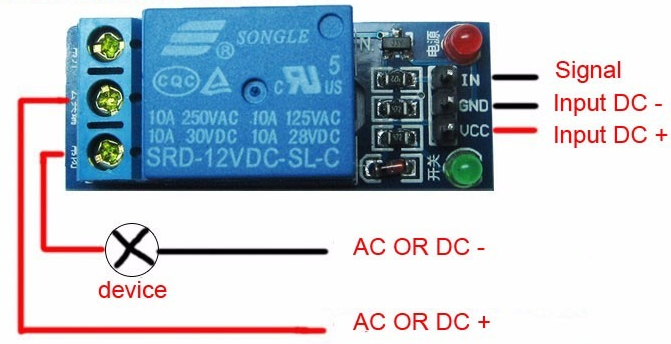 SONGLE
®
电源
CQC
c UL US
5
IN
Signal
10A 250VAC 10A 125VAC
10A 30VDC 10A 28VDC
GND
Input DC -
SRD-12VDC-SL-C
VCC
Input DC +
开关
AC OR DC -
device
AC OR DC +